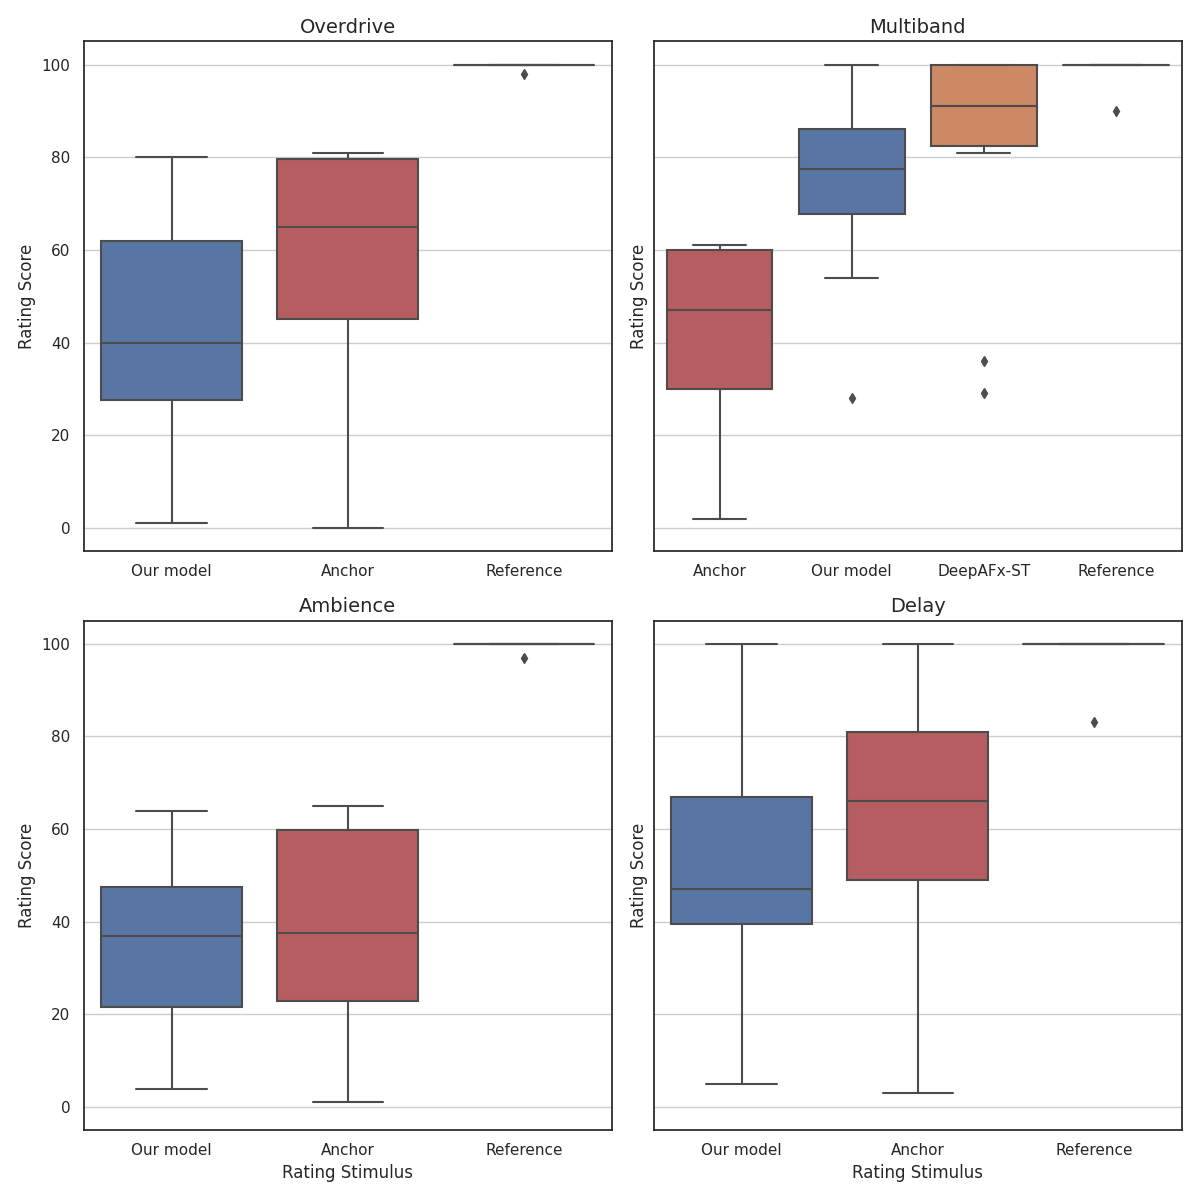 Overdrive
100
80
60
40
20
0
Rating Score
Our model
Anchor
Reference
Multiband
Rating Score
Anchor
Our model
DeepAFx-ST
Reference
Ambience
100
80
60
40
20
0
Rating Score
Our model
Anchor
Reference
Rating Stimulus
Delay
Rating Score
Our model
Anchor
Reference
Rating Stimulus